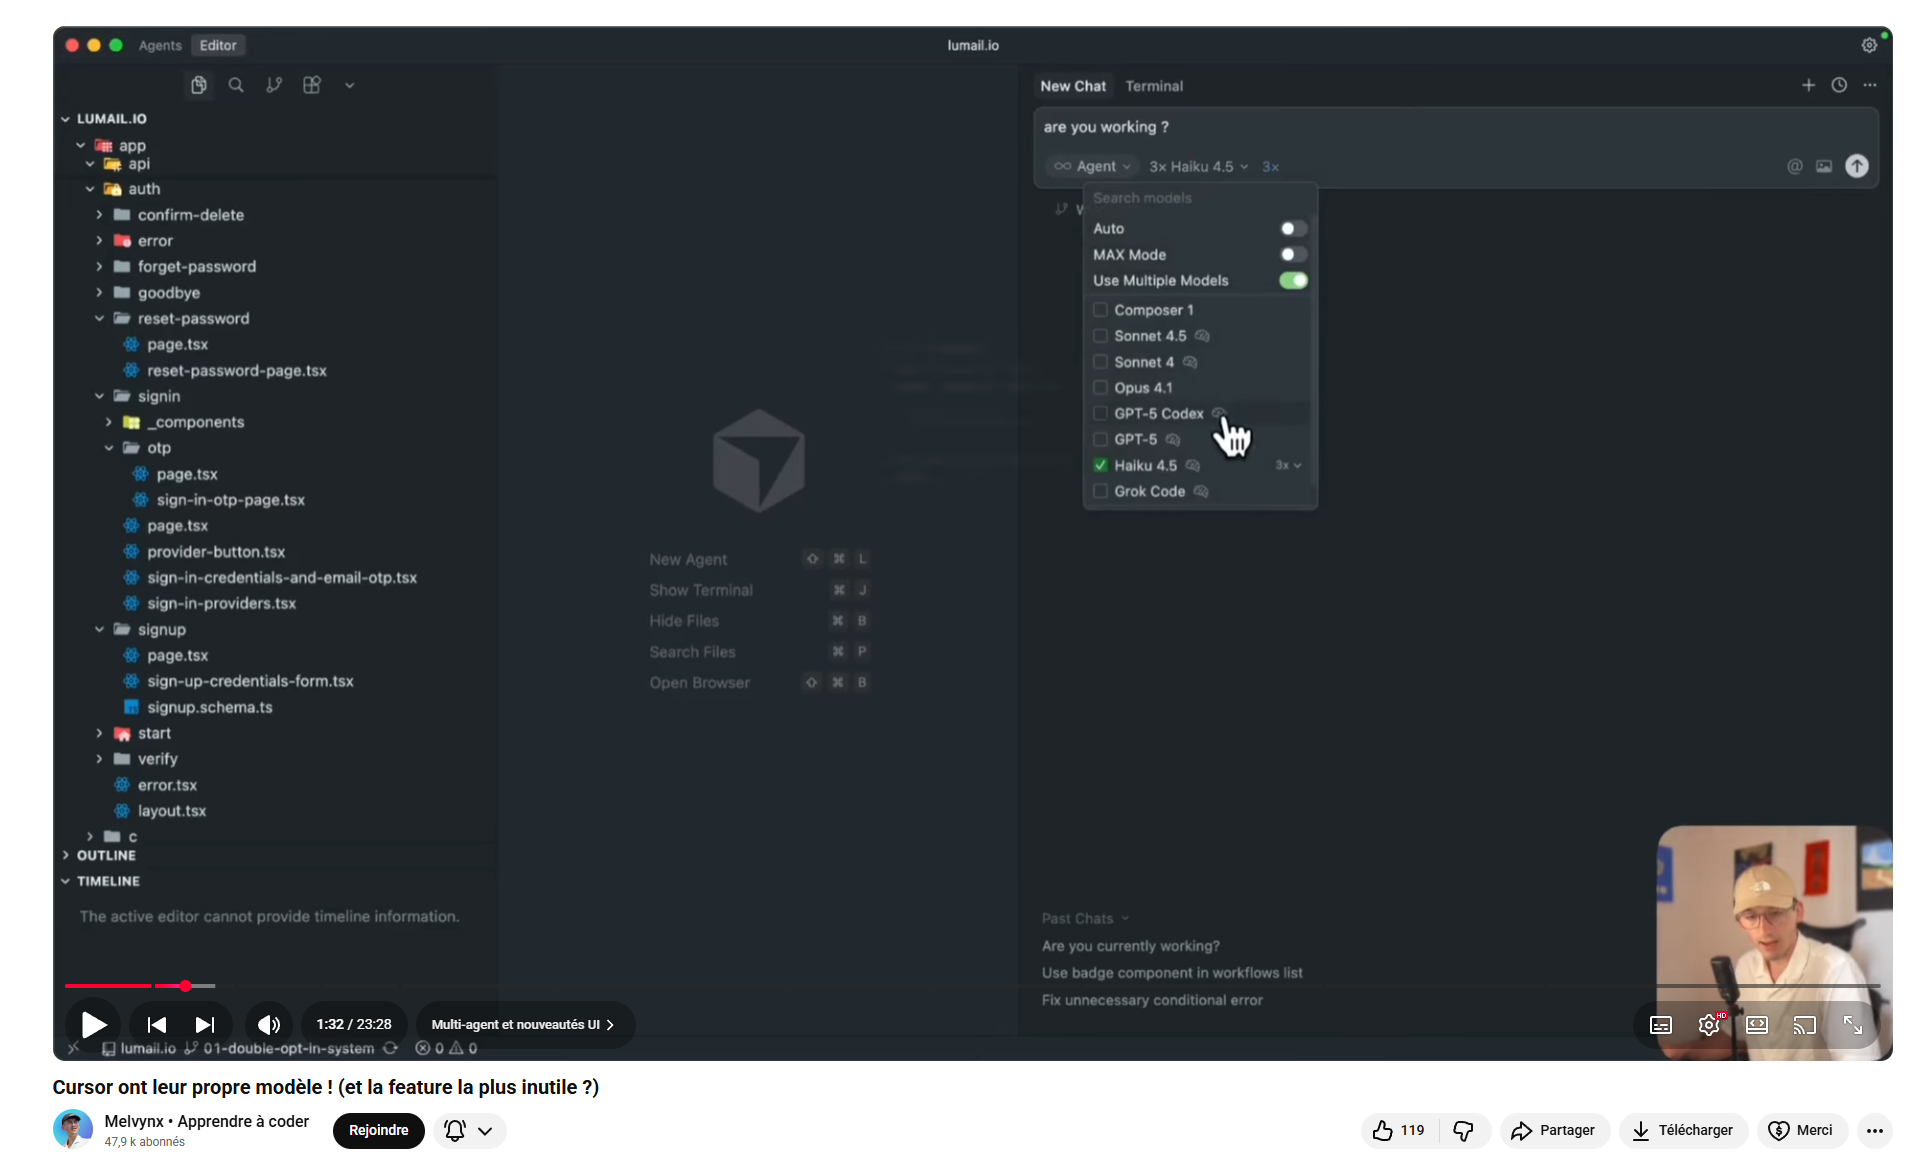 Agents Editor
lumail.io
LUMAIL.IO
app
api
auth
confirm-delete
error
forget-password
goodbye
reset-password
page.tsx
reset-password-page.tsx
signin
_components
otp
page.tsx
sign-in-otp-page.tsx
page.tsx
provider-button.tsx
sign-in-credentials-and-email-otp.tsx
sign-in-providers.tsx
signup
page.tsx
sign-up-credentials-form.tsx
signup.schema.ts
start
verify
error.tsx
layout.tsx
c
OUTLINE
TIMELINE
The active editor cannot provide timeline information.
New Agent ⇧ ⌘ L
Show Terminal ⌘ J
Hide Files ⌘ B
Search Files ⌘ P
Open Browser ⇧ ⌘ B
New Chat Terminal
are you working ?
∞ Agent 3× Haiku 4.5 3×
Search models
Auto
MAX Mode
Use Multiple Models
Composer 1
Sonnet 4.5
Sonnet 4
Opus 4.1
GPT-5 Codex
GPT-5
Haiku 4.5 3×
Grok Code
Past Chats
Are you currently working?
Use badge component in workflows list
Fix unnecessary conditional error
1:32 / 23:28
Multi-agent et nouveautés UI
HD
lumail.io 01-double-opt-in-system 0 0
Cursor ont leur propre modèle ! (et la feature la plus inutile ?)
Melvynx • Apprendre à coder
47,9 k abonnés
Rejoindre
119
Partager
Télécharger
Merci